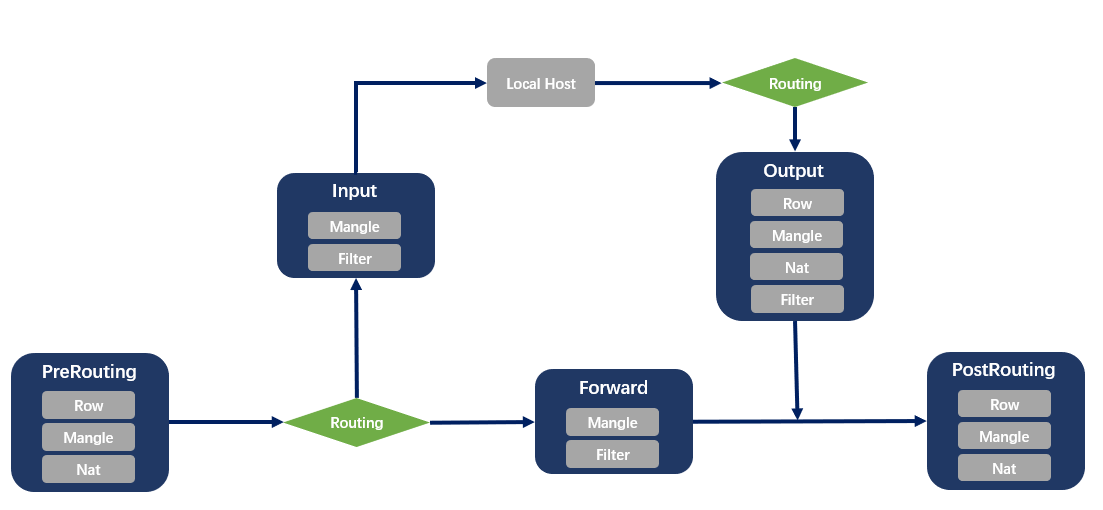 Local Host
Routing
Input
Mangle
Filter
Output
Row
Mangle
Nat
Filter
PreRouting
Row
Mangle
Nat
Routing
Forward
Mangle
Filter
PostRouting
Row
Mangle
Nat